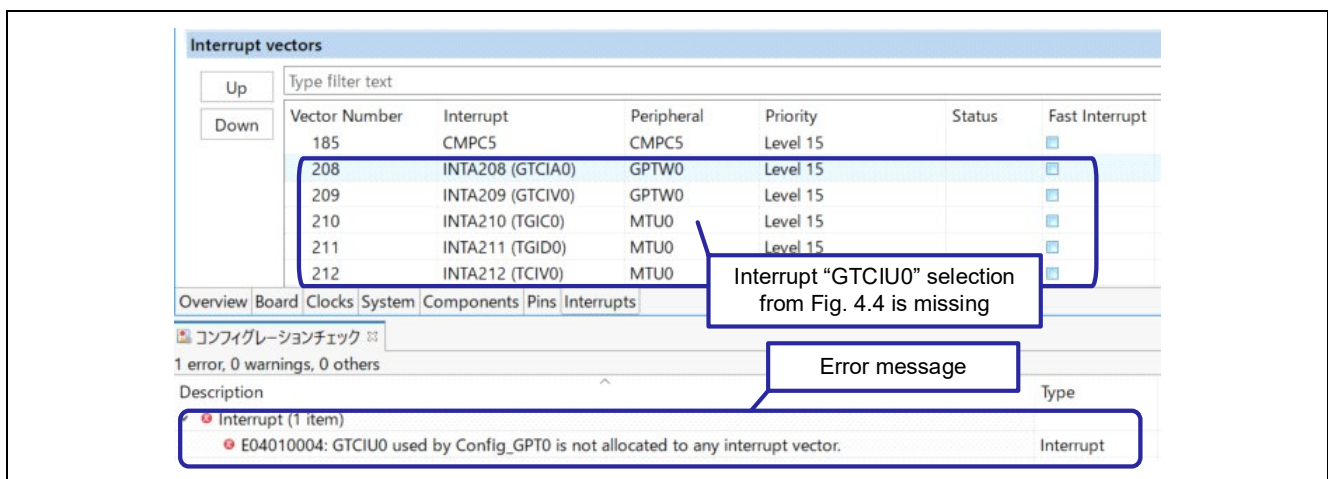 Interrupt vectors
Up
Type filter text
Down
Vector Number Interrupt Peripheral Priority Status Fast Interrupt
185 CMPC5 CMPC5 Level 15
208 INTA208 (GTCIA0) GPTW0 Level 15
209 INTA209 (GTCIV0) GPTW0 Level 15
210 INTA210 (TGIC0) MTU0 Level 15
211 INTA211 (TGID0) MTU0 Level 15
212 INTA212 (TCIV0) MTU0
Interrupt “GTCIU0” selection
from Fig. 4.4 is missing
Overview Board Clocks System Components Pins Interrupts
コンフィグレーションチェック
1 error, 0 warnings, 0 others
Error message
Description Type
Interrupt (1 item)
E04010004: GTCIU0 used by Config_GPT0 is not allocated to any interrupt vector. Interrupt